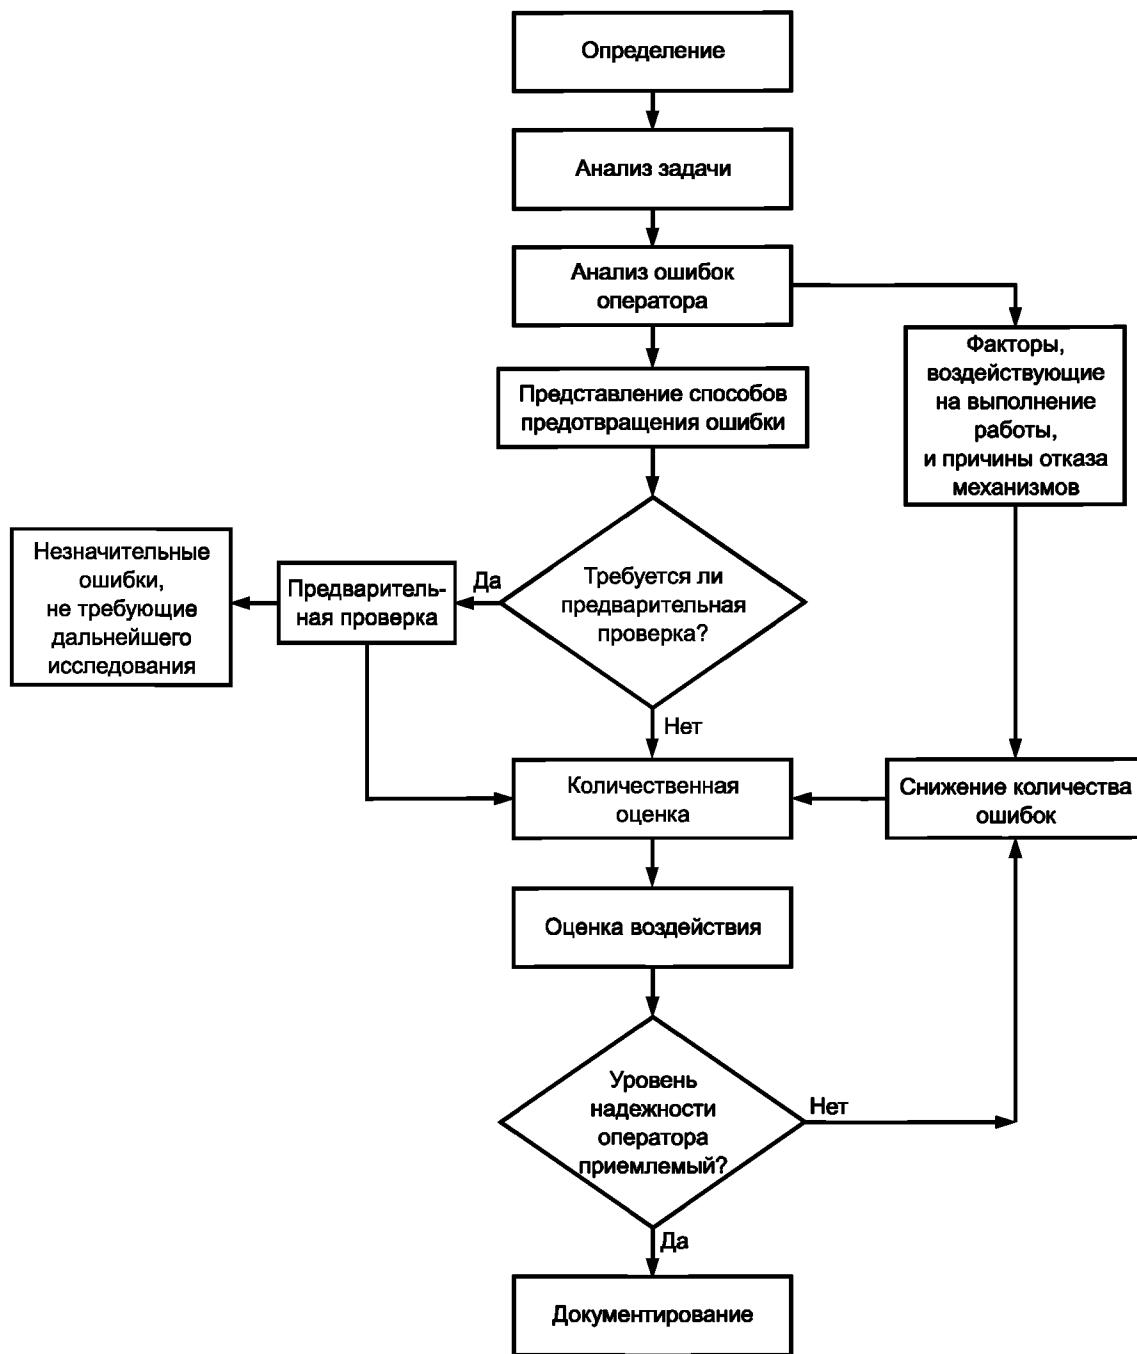 Определение
Анализ задачи
Анализ ошибок
оператора
Факторы,
воздействующие
на выполнение
работы,
и причины отказа
механизмов
Представление способов
предотвращения ошибки
Незначительные
ошибки,
не требующие
дальнейшего
исследования
Предваритель-
ная проверка
Да
Требуется ли
предварительная
проверка?
Нет
Количественная
оценка
Снижение количества
ошибок
Оценка воздействия
Уровень
надежности
оператора
приемлемый?
Нет
Да
Документирование